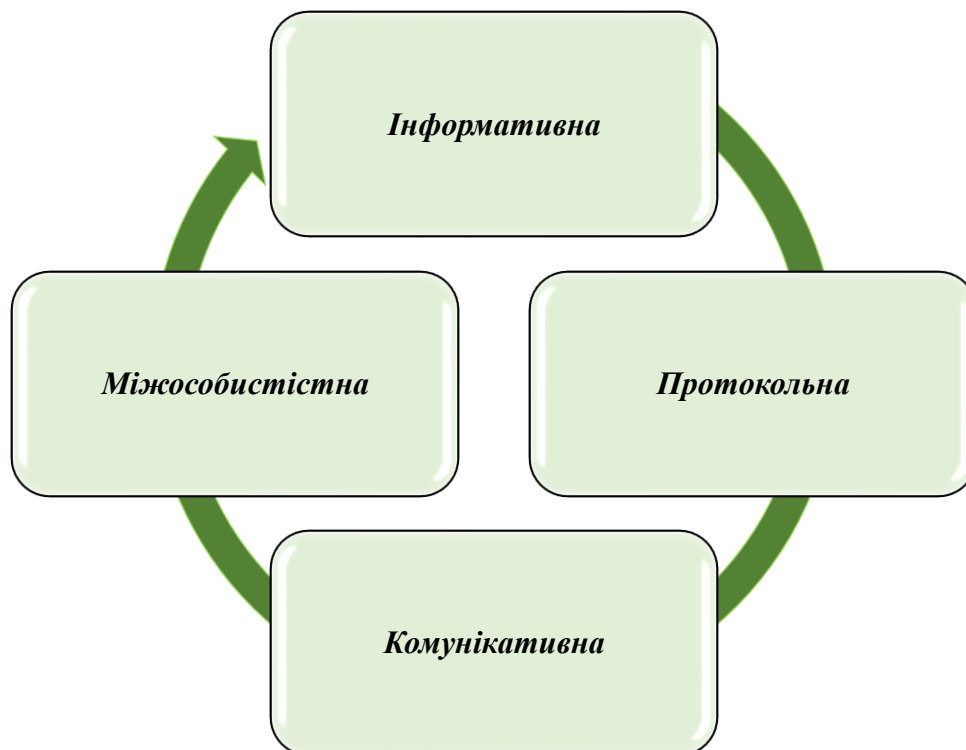 Інформативна
Міжособистістна
Протокольна
Комунікативна